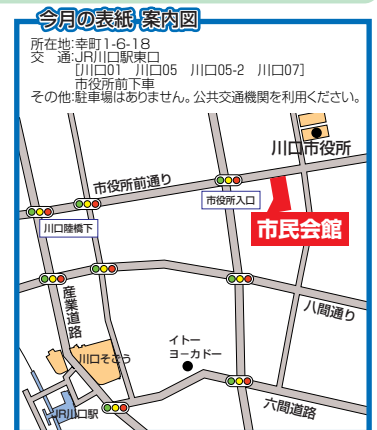 今月の表紙 案内図
所在地:幸町1-6-18
交　通:JR川口駅東口
[川口01　川口05　川口05-2　川口07]
市役所前下車
その他:駐車場はありません。公共交通機関を利用ください。
川口市役所
市役所前通り
市役所入口
市民会館
川口陸橋下
産業道路
八間通り
イトー
ヨーカドー
川口そごう
六間道路
JR川口駅